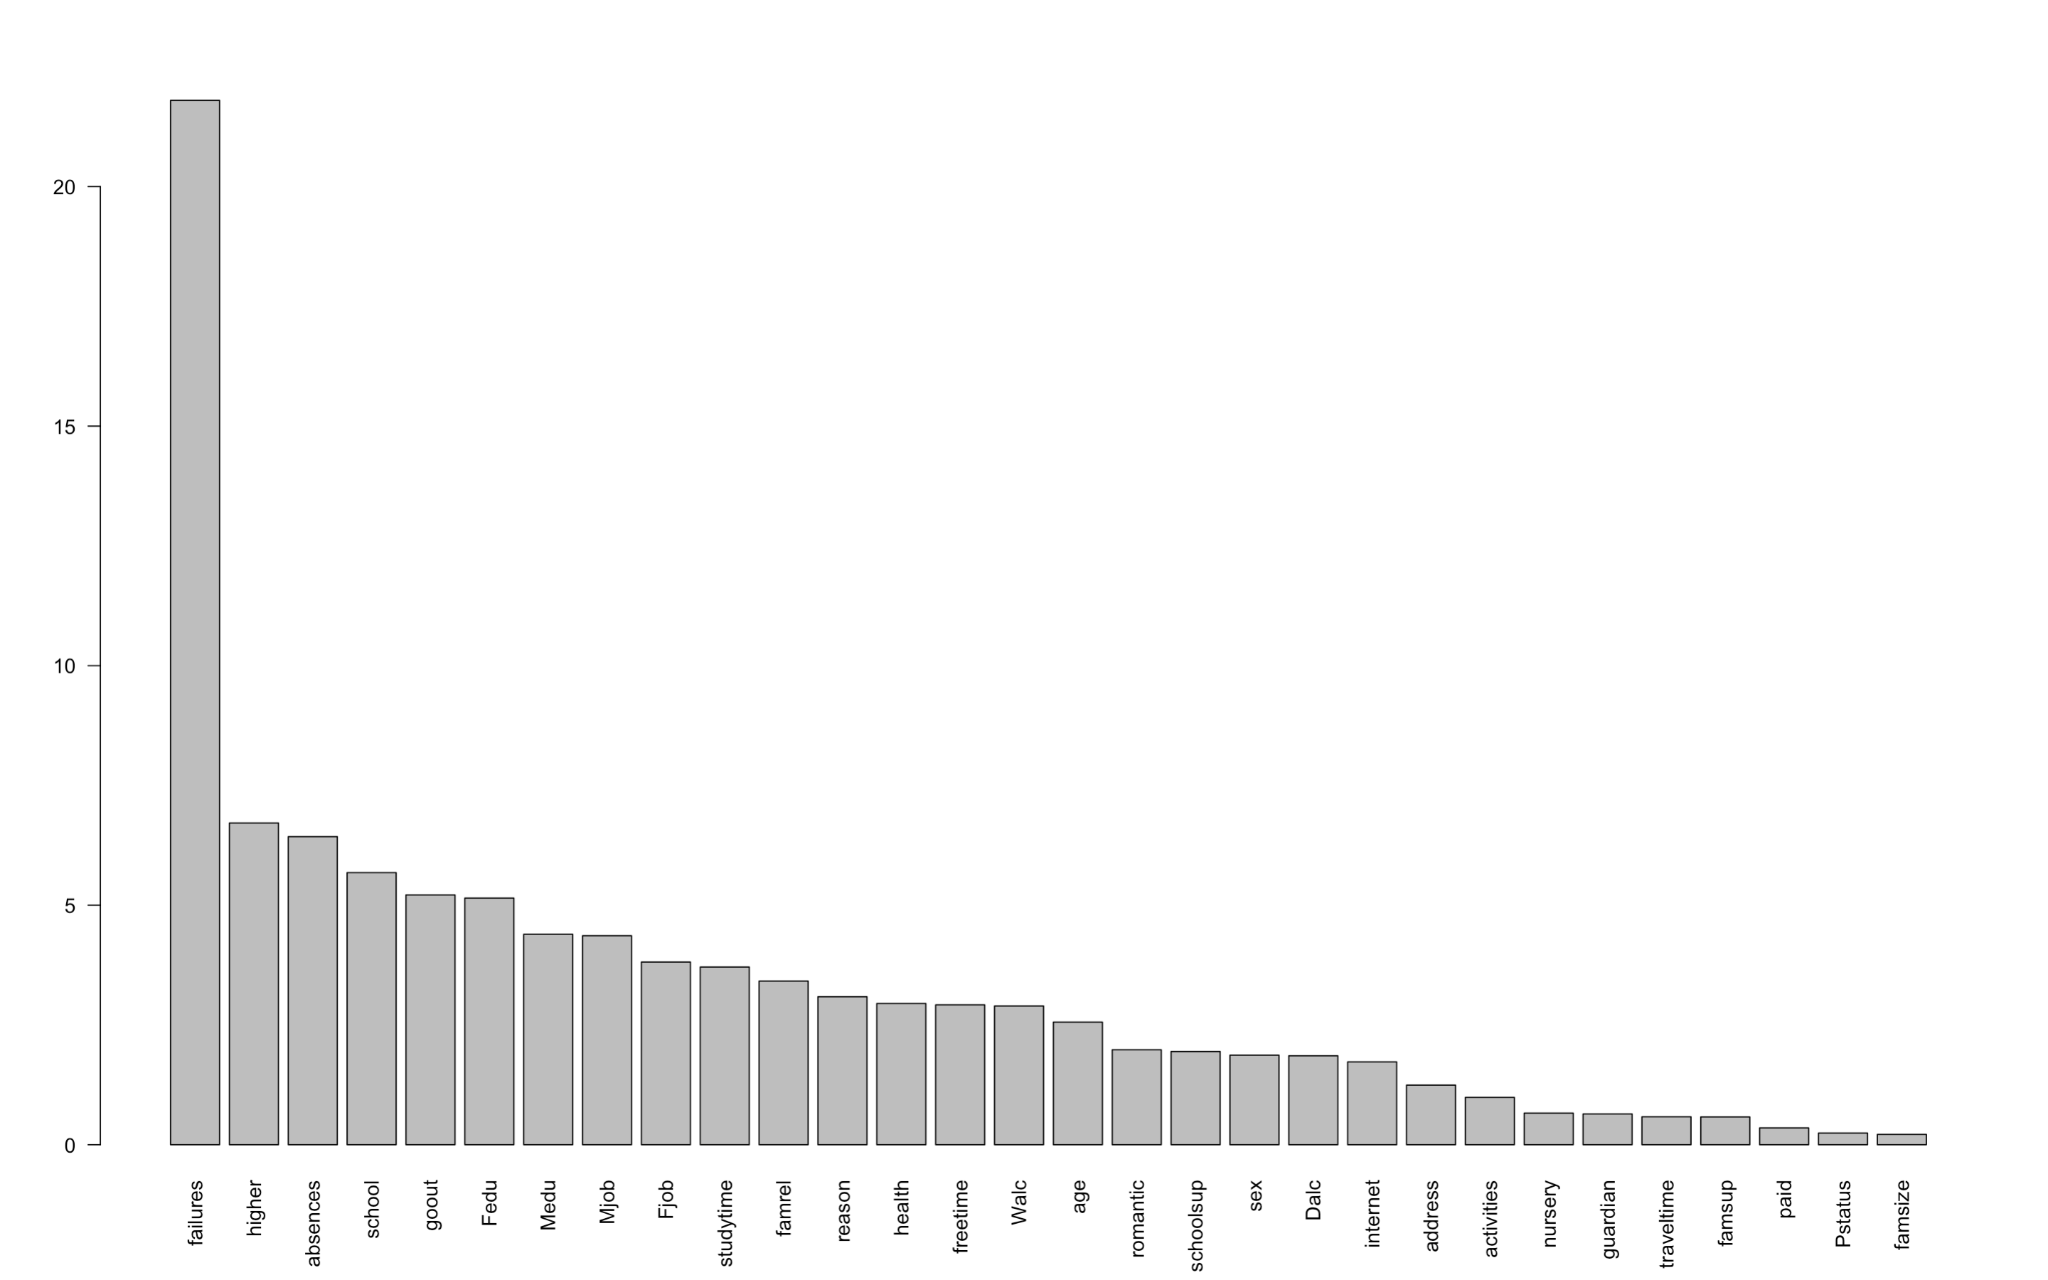 20
15
10
5
0
failures
higher
absences
school
goout
Fedu
Medu
Mjob
Fjob
studytime
famrel
reason
health
freetime
Walc
age
romantic
schoolsup
sex
Dalc
internet
address
activities
nursery
guardian
traveltime
famsup
paid
Pstatus
famsize